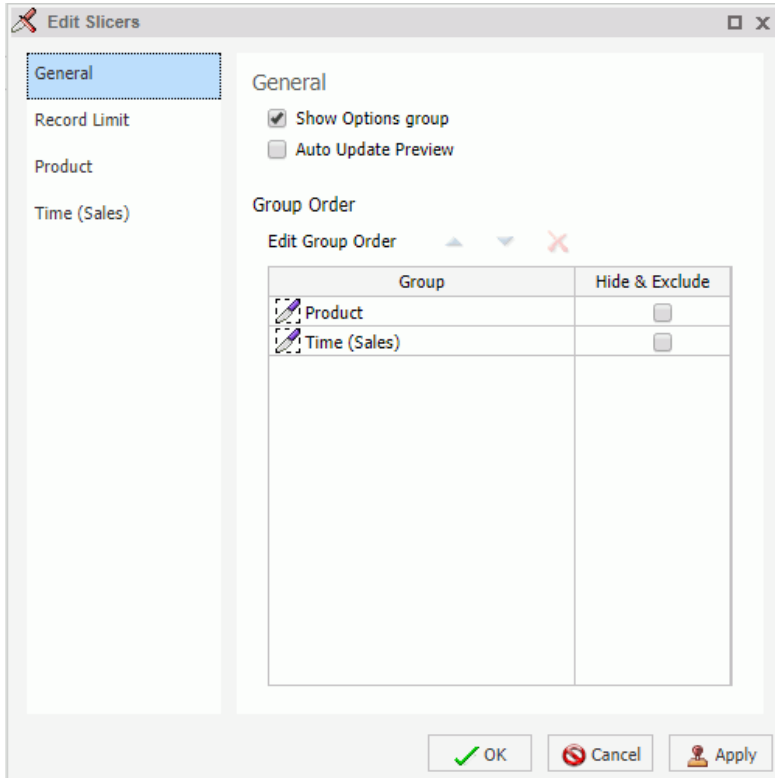 Edit Slicers
General
Record Limit
Product
Time (Sales)
General
Show Options group
Auto Update Preview
Group Order
Edit Group Order
Group Hide & Exclude
Product
Time (Sales)
OK Cancel Apply